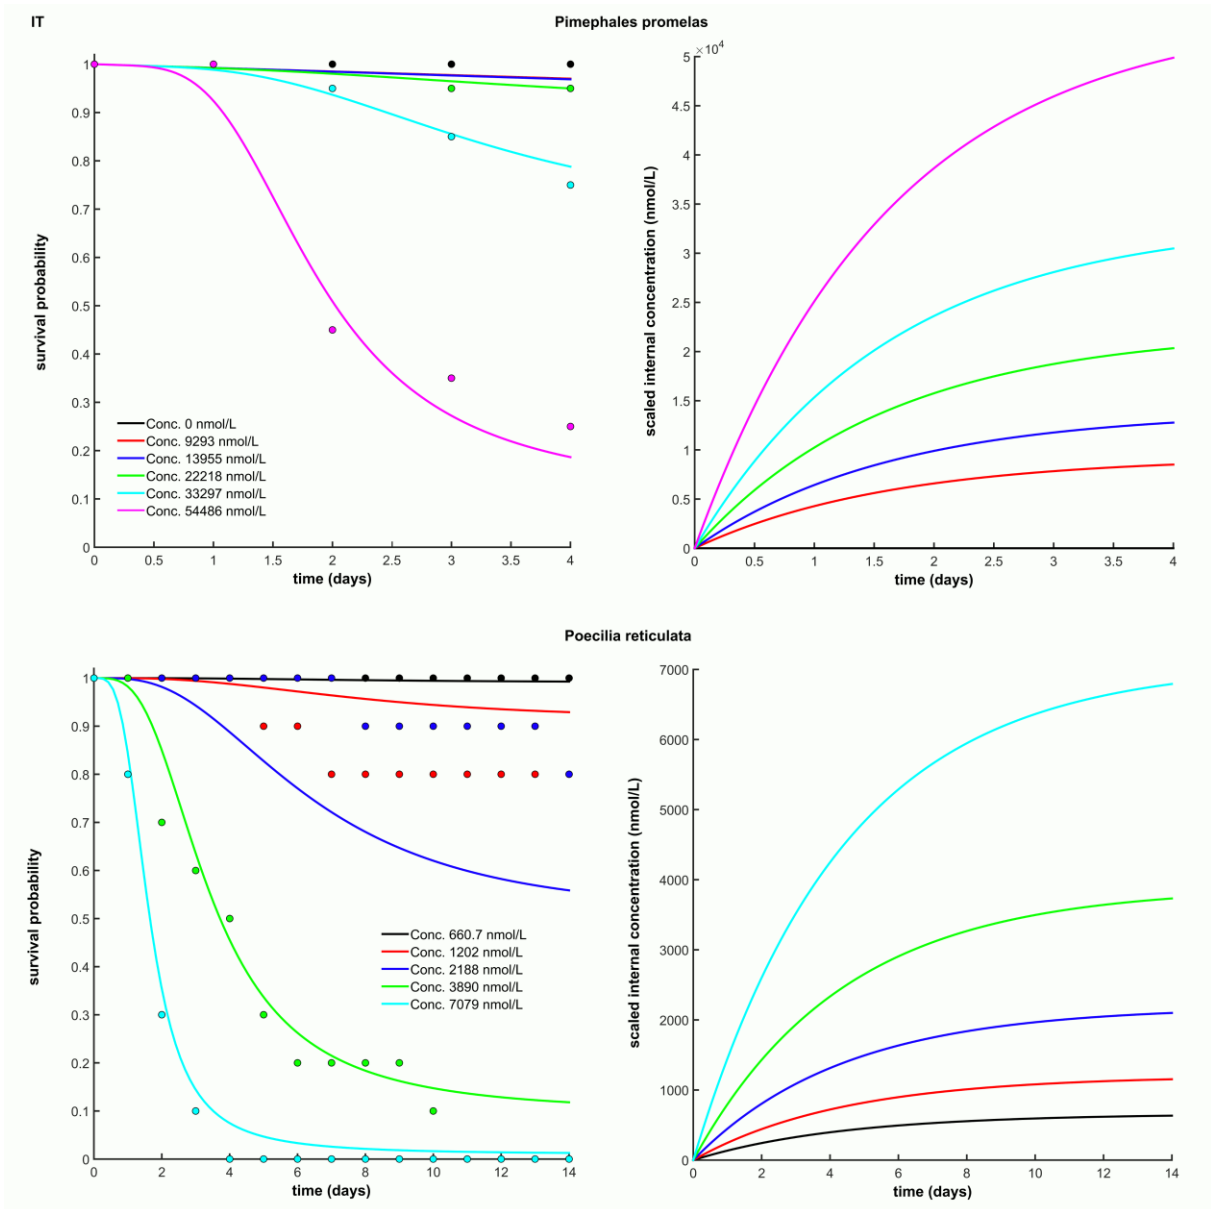 IT
Pimephales promelas
survival probability
1
0.9
0.8
0.7
0.6
0.5
0.4
0.3
0.2
0.1
0
Conc. 0 nmol/L
Conc. 9293 nmol/L
Conc. 13955 nmol/L
Conc. 22218 nmol/L
Conc. 33297 nmol/L
Conc. 54486 nmol/L
0 0.5 1 1.5 2 2.5 3 3.5 4
time (days)
scaled internal concentration (nmol/L)
×10⁴
5
4.5
4
3.5
3
2.5
2
1.5
1
0.5
0
0 0.5 1 1.5 2 2.5 3 3.5 4
time (days)
Poecilia reticulata
survival probability
1
0.9
0.8
0.7
0.6
0.5
0.4
0.3
0.2
0.1
0
Conc. 660.7 nmol/L
Conc. 1202 nmol/L
Conc. 2188 nmol/L
Conc. 3890 nmol/L
Conc. 7079 nmol/L
0 2 4 6 8 10 12 14
time (days)
scaled internal concentration (nmol/L)
7000
6000
5000
4000
3000
2000
1000
0
0 2 4 6 8 10 12 14
time (days)